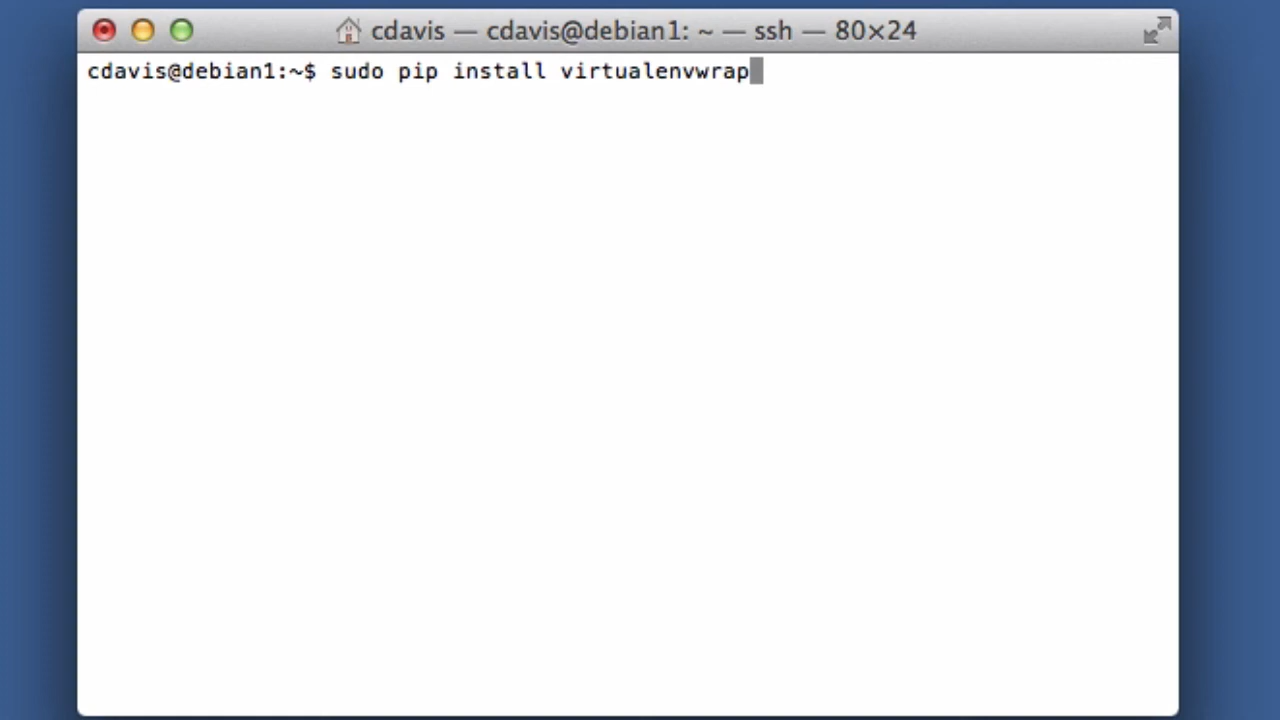 cdavis — cdavis@debian1: ~ — ssh — 80×24
cdavis@debian1:~$ sudo pip install virtualenvwrap